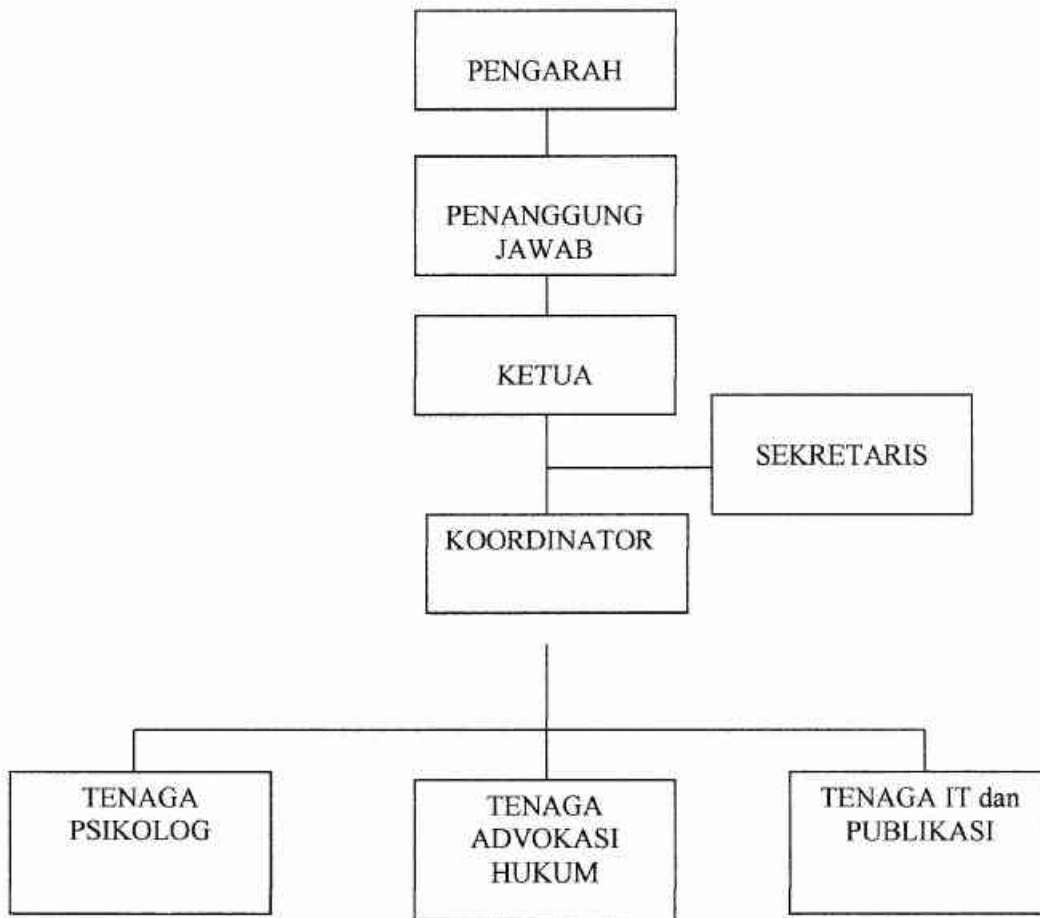 PENGARAH
PENANGGUNG
JAWAB
KETUA
SEKRETARIS
KOORDINATOR
TENAGA
PSIKOLOG
TENAGA
ADVOKASI
HUKUM
TENAGA IT dan
PUBLIKASI